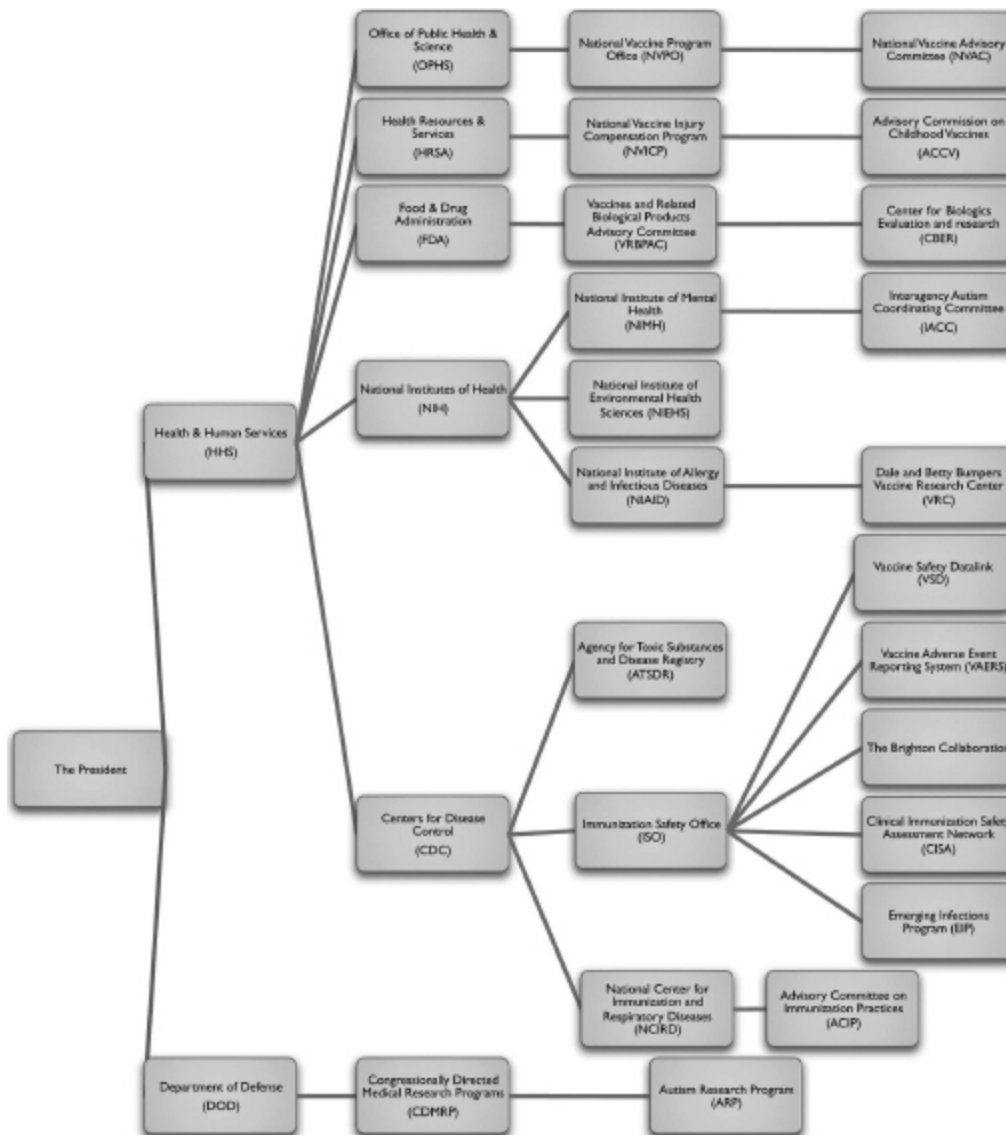 Office of Public Health &
Science
(OPHS)
National Vaccine Program
Office (NVPO)
National Vaccine Advisory
Committee (NVAC)
Health Resources &
Services
(HRSA)
National Vaccine Injury
Compensation Program
(NVICP)
Advisory Commission on
Childhood Vaccines
(ACCV)
Food & Drug
Administration
(FDA)
Vaccines and Related
Biological Products
Advisory Committee
(VRBPAC)
Center for Biologics
Evaluation and research
(CBER)
National Institute of Mental
Health
(NIMH)
Interagency Autism
Coordinating Committee
(IACC)
National Institutes of Health
(NIH)
National Institute of
Environmental Health
Sciences (NIEHS)
Health & Human Services
(HHS)
National Institute of Allergy
and Infectious Diseases
(NIAID)
Dale and Betty Bumpers
Vaccine Research Center
(VRC)
Vaccine Safety Datalink
(VSD)
Agency for Toxic Substances
and Disease Registry
(ATSDR)
Vaccine Adverse Event
Reporting System (VAERS)
The President
The Brighton Collaboration
Centers for Disease
Control
(CDC)
Immunization Safety Office
(ISO)
Clinical Immunization Safety
Assessment Network
(CISA)
Emerging Infections
Program (EIP)
National Center for
Immunization and
Respiratory Diseases
(NCIRD)
Advisory Committee on
Immunization Practices
(ACIP)
Department of Defense
(DOD)
Congressionally Directed
Medical Research Programs
(CDMRP)
Autism Research Program
(ARP)